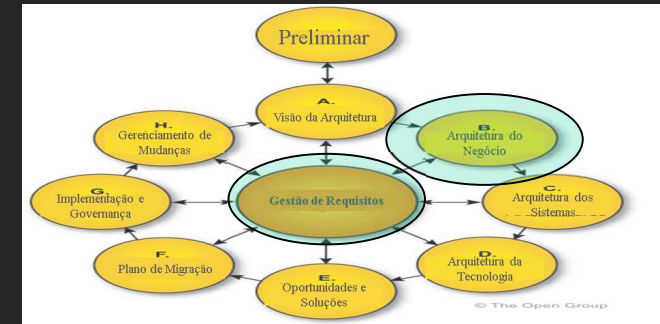 Preliminar
A.
Visão da Arquitetura
B.
Arquitetura do
Negócio
H.
Gerenciamento de
Mudanças
Gestão de Requisitos
G.
Implementação e
Governança
C.
Arquitetura dos
Sistemas
F.
Plano de Migração
D.
Arquitetura da
Tecnologia
E.
Oportunidades e
Soluções
© The Open Group